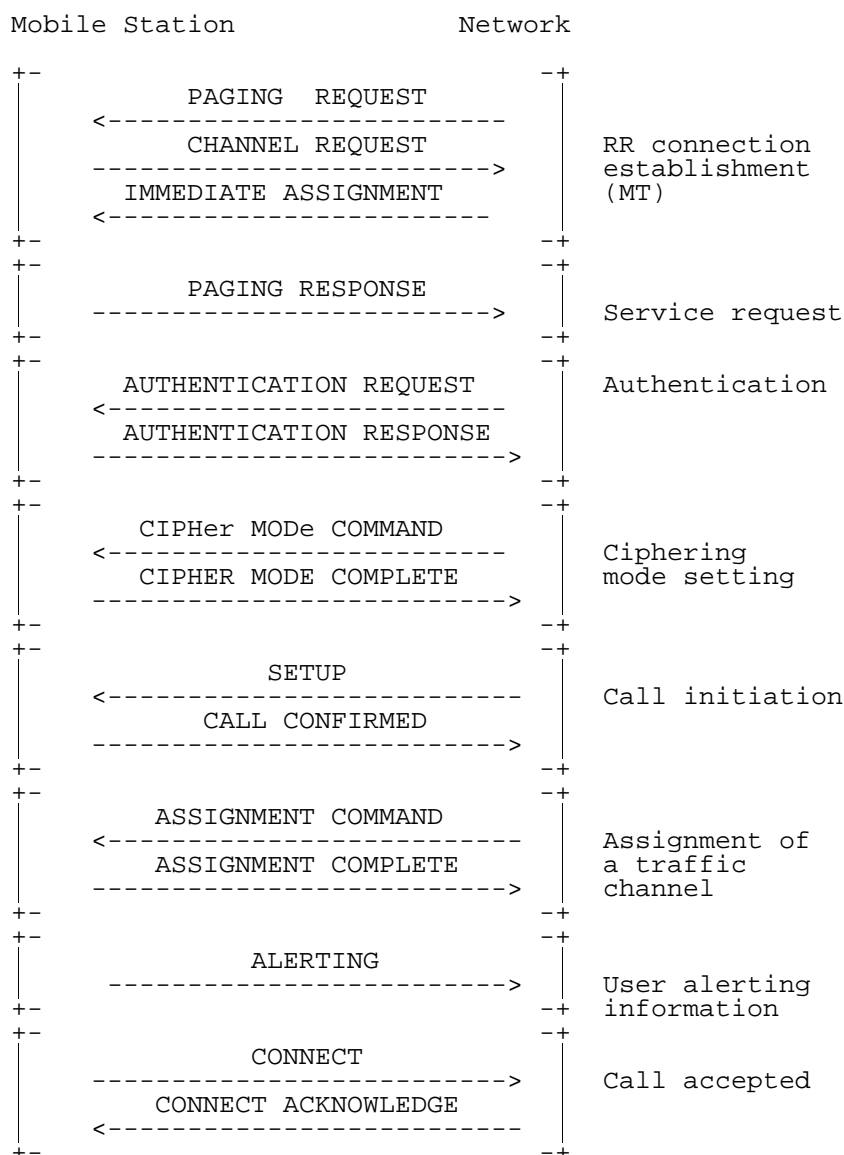 Mobile Station Network
PAGING REQUEST
CHANNEL REQUEST
RR connection
establishment
IMMEDIATE ASSIGNMENT
(MT)
PAGING RESPONSE
Service request
AUTHENTICATION REQUEST
Authentication
AUTHENTICATION RESPONSE
CIPHer MODe COMMAND
Ciphering
CIPHER MODE COMPLETE
mode setting
SETUP
Call initiation
CALL CONFIRMED
ASSIGNMENT COMMAND
Assignment of
ASSIGNMENT COMPLETE
a traffic
channel
ALERTING
User alerting
information
CONNECT
Call accepted
CONNECT ACKNOWLEDGE